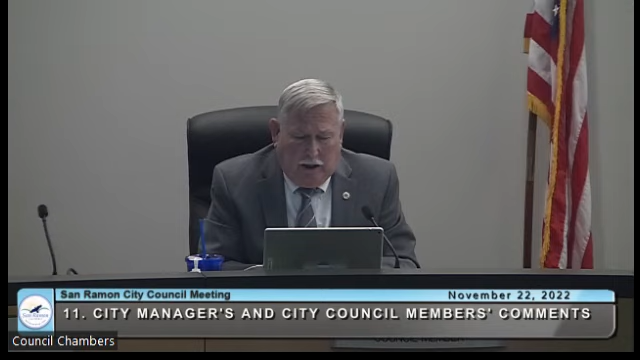 San Ramon City Council Meeting
November 22, 2022
11. CITY MANAGER'S AND CITY COUNCIL MEMBERS' COMMENTS
Council Chambers